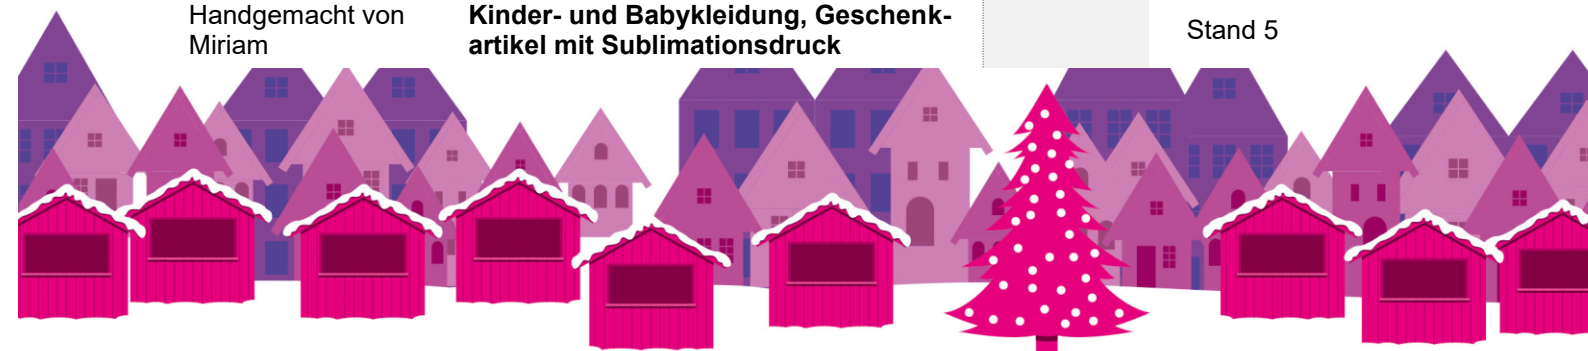 Handgemacht von
Miriam
Kinder- und Babykleidung, Geschenk-
artikel mit Sublimationsdruck
Stand 5